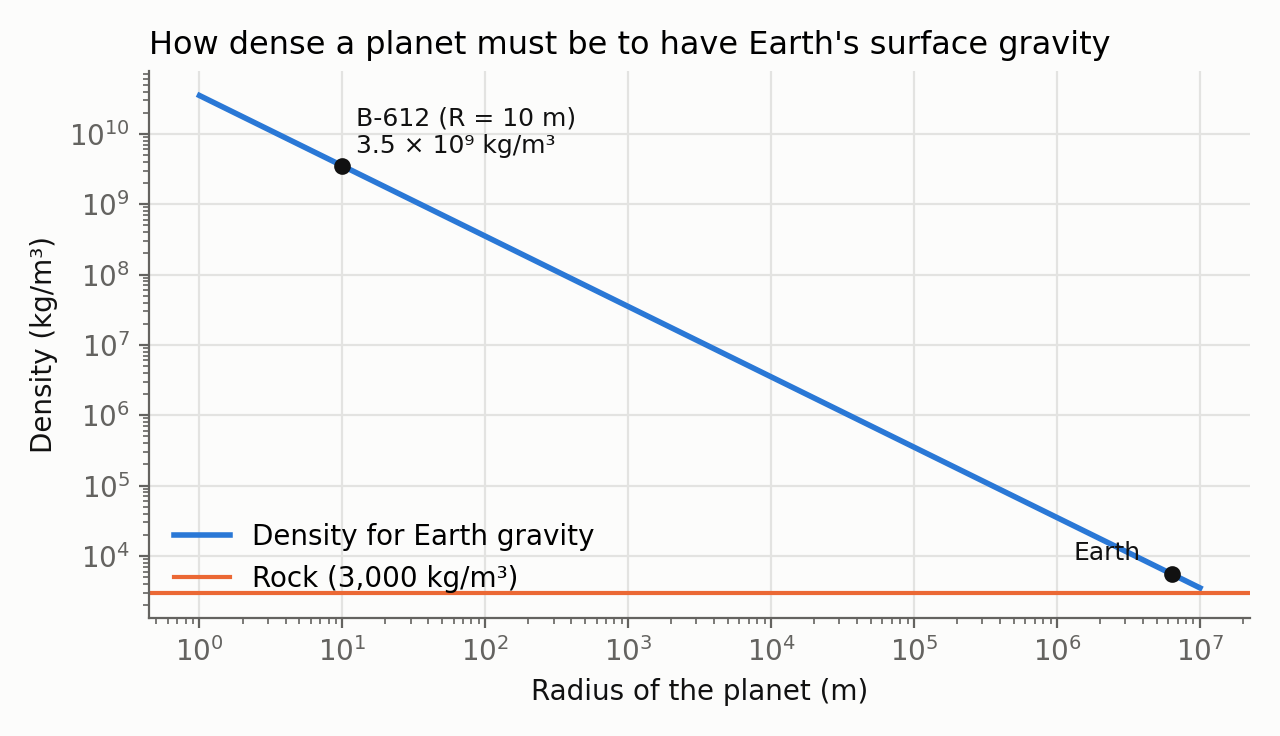 How dense a planet must be to have Earth's surface gravity
B-612 (R = 10 m)
3.5 × 10⁹ kg/m³
Density (kg/m³)
10¹⁰
10⁹
10⁸
10⁷
10⁶
10⁵
10⁴
Earth
Density for Earth gravity
Rock (3,000 kg/m³)
10⁰ 10¹ 10² 10³ 10⁴ 10⁵ 10⁶ 10⁷
Radius of the planet (m)